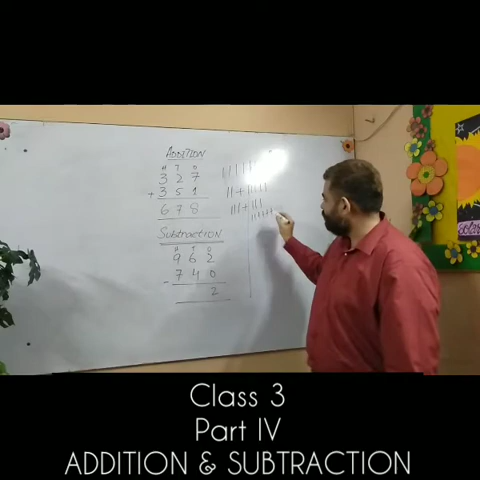 ADDITION
H T O
3 2 7
+ 3 5 1
6 7 8
SUBTRACTION
H T O
9 6 2
- 7 4 0
2
Class 3
Part IV
ADDITION & SUBTRACTION